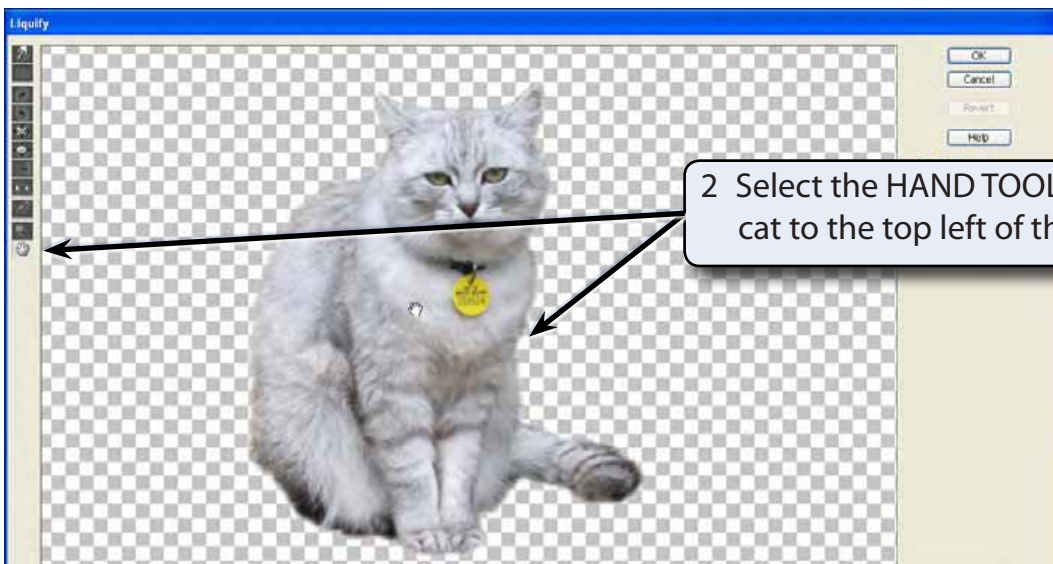 Liquify
OK
Cancel
Revert
Help
2 Select the HAND TOOL
cat to the top left of th